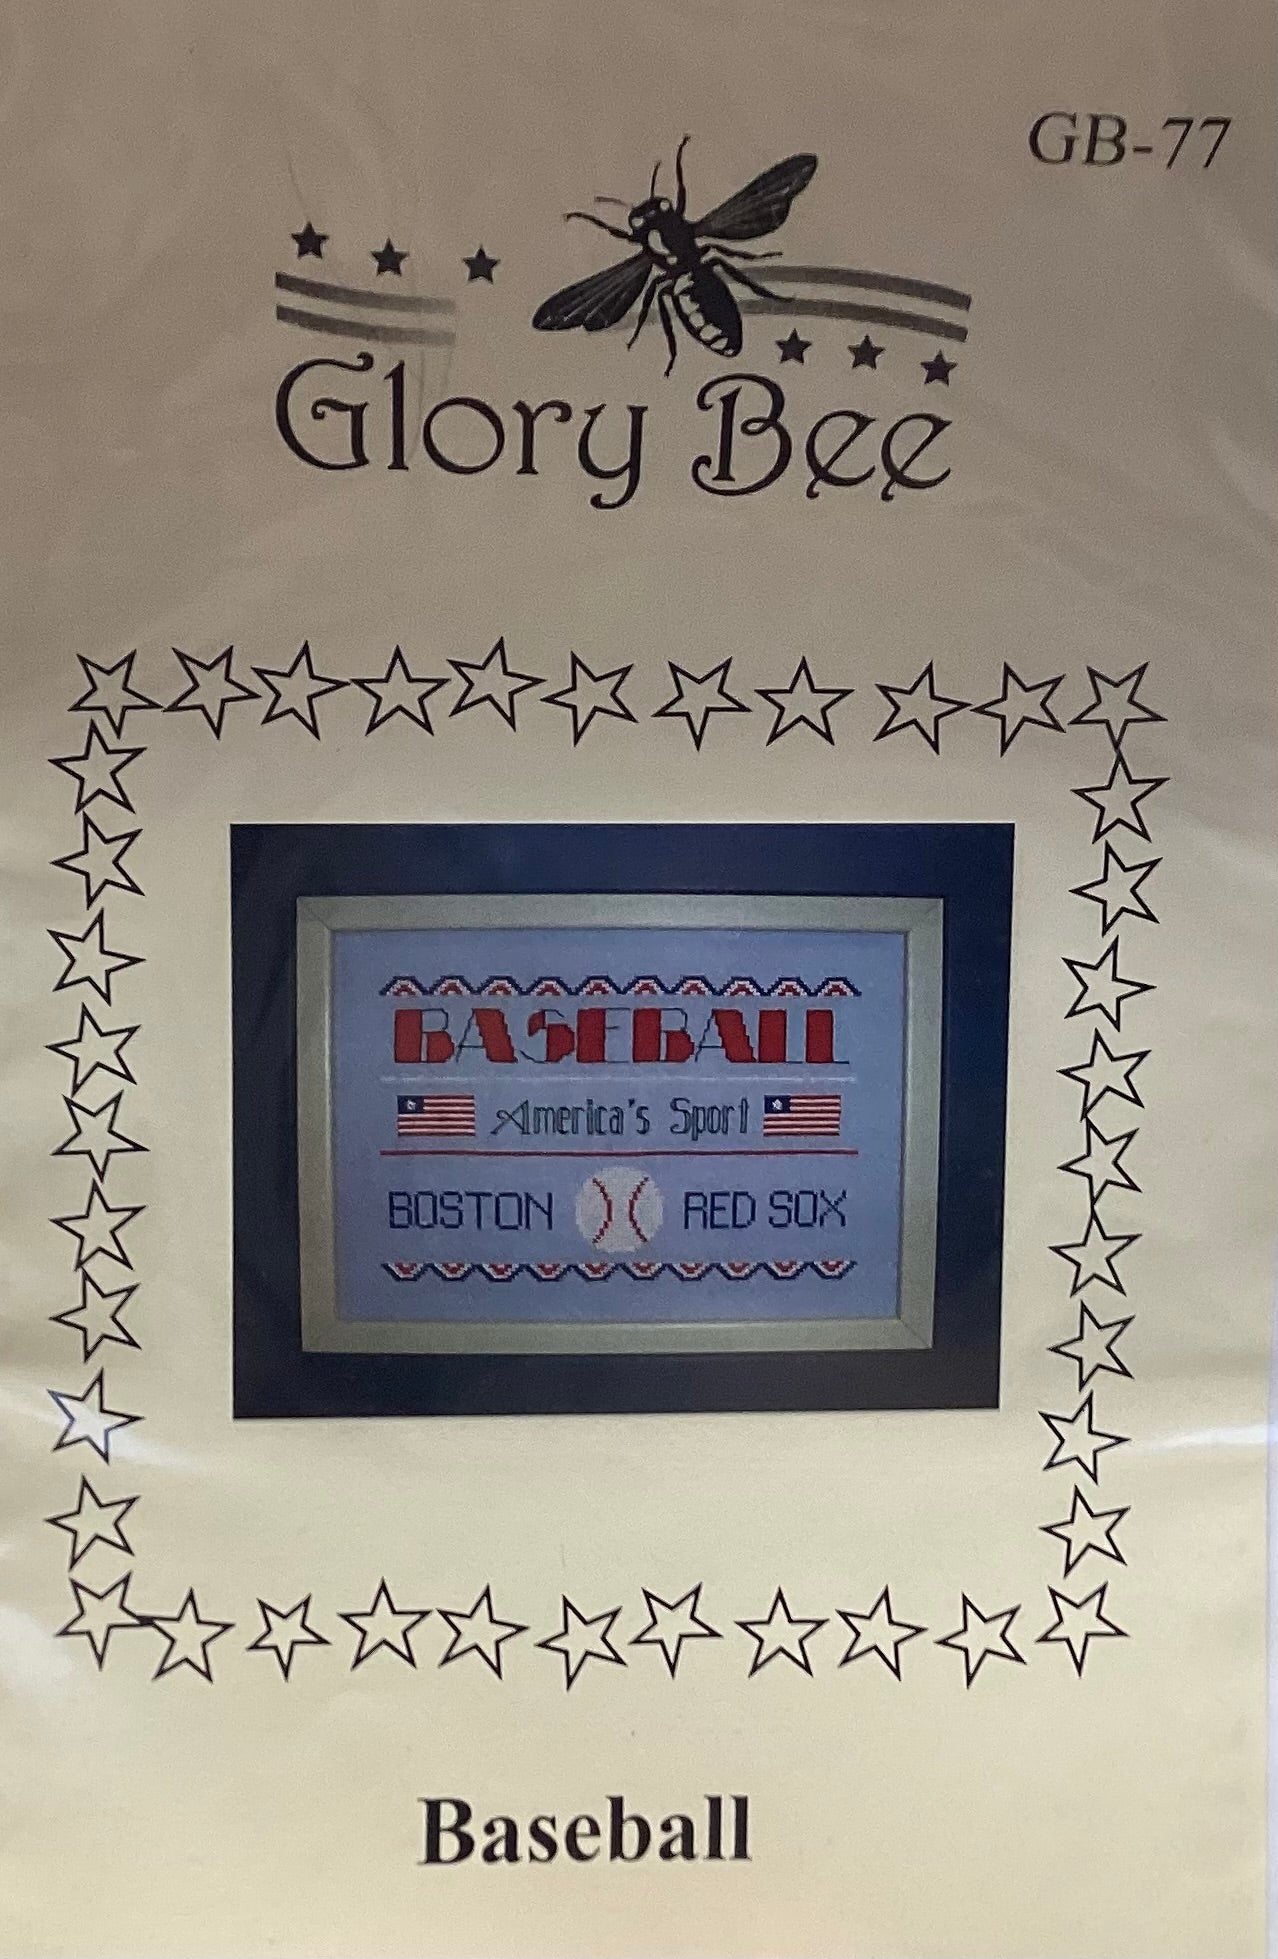 GB-77
Glory Bee
BASEBALL
America's Sport
BOSTON RED SOX
Baseball